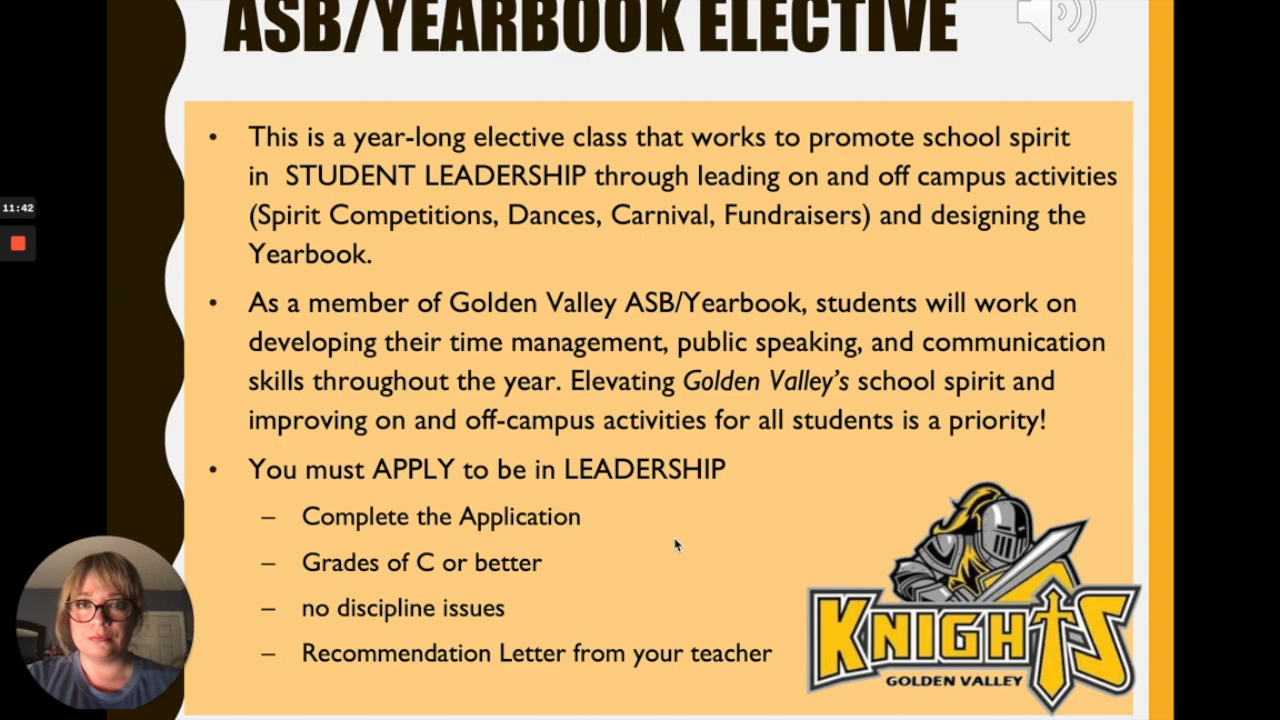 ASB/YEARBOOK ELECTIVE
• This is a year-long elective class that works to promote school spirit
in STUDENT LEADERSHIP through leading on and off campus activities
(Spirit Competitions, Dances, Carnival, Fundraisers) and designing the
Yearbook.
• As a member of Golden Valley ASB/Yearbook, students will work on
developing their time management, public speaking, and communication
skills throughout the year. Elevating Golden Valley’s school spirit and
improving on and off-campus activities for all students is a priority!
• You must APPLY to be in LEADERSHIP
– Complete the Application
– Grades of C or better
– no discipline issues
– Recommendation Letter from your teacher
11:42
KNIGHTS
GOLDEN VALLEY